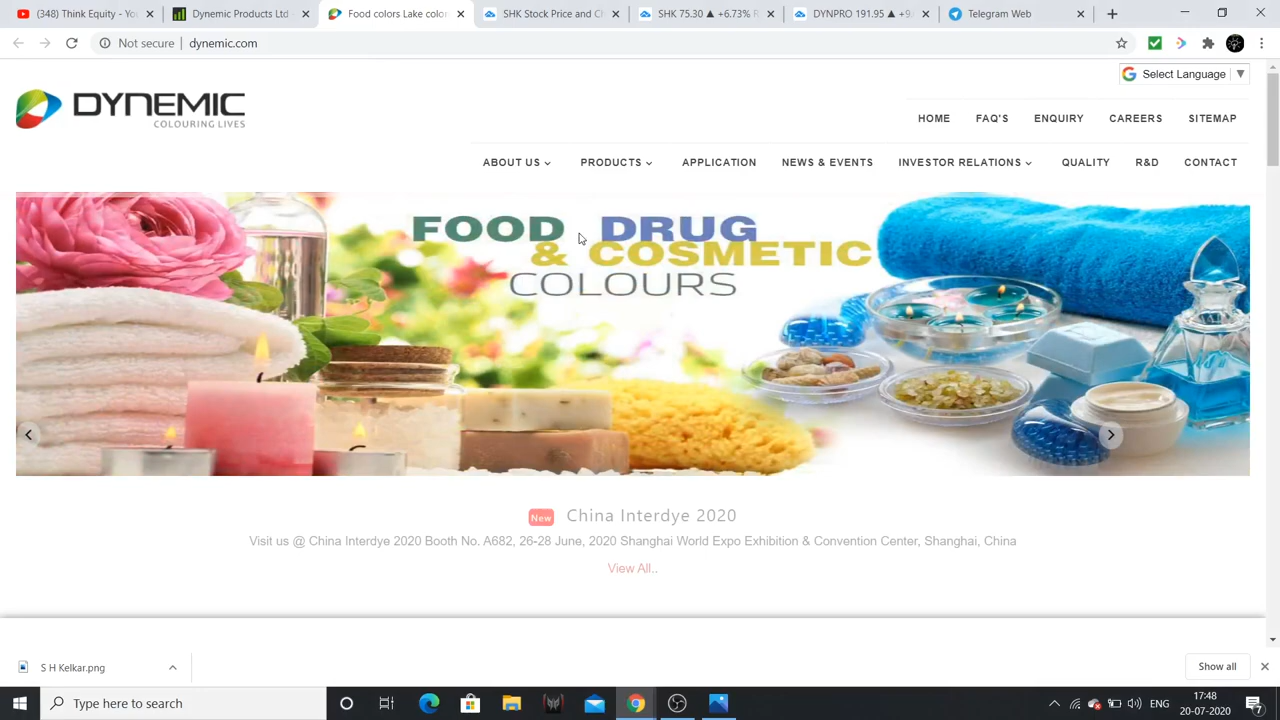 (348) Think Equity - Yo
Dynemic Products Ltd
Food colors Lake color
SHK Stock Price and C
SHK 75.30 ▲ +6.73% R
DYNPRO 191.95 ▲ +9.
Telegram Web
Not secure
dynemic.com
Select Language ▼
DYNEMIC
COLOURING LIVES
HOME FAQ'S ENQUIRY CAREERS SITEMAP
ABOUT US PRODUCTS APPLICATION NEWS & EVENTS INVESTOR RELATIONS QUALITY R&D CONTACT
FOOD DRUG
& COSMETIC
COLOURS
New China Interdye 2020
Visit us @ China Interdye 2020 Booth No. A682, 26-28 June, 2020 Shanghai World Expo Exhibition & Convention Center, Shanghai, China
View All..
S H Kelkar.png
Show all
Type here to search
ENG
17:48
20-07-2020
7